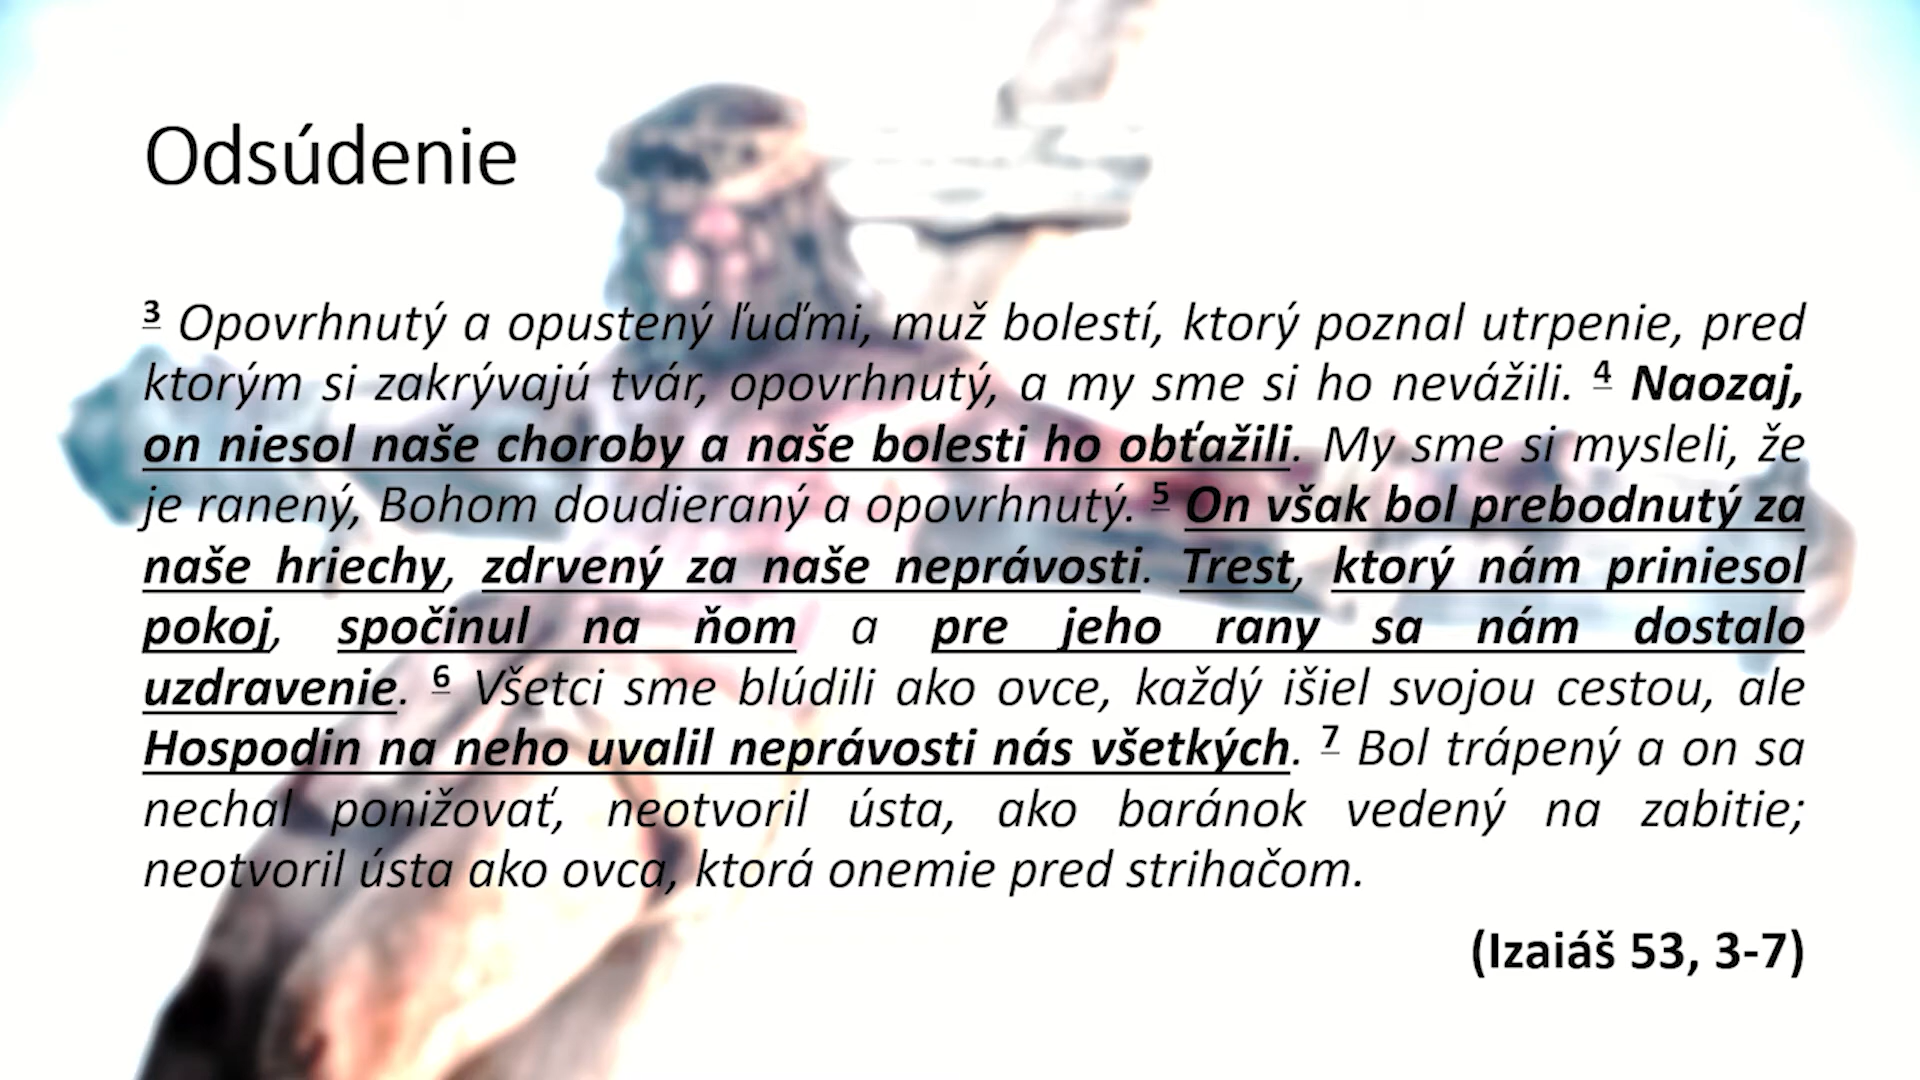 Odsúdenie
3 Opovrhnutý a opustený ľuďmi, muž bolestí, ktorý poznal utrpenie, pred
ktorým si zakrývajú tvár, opovrhnutý, a my sme si ho nevážili. 4 Naozaj,
on niesol naše choroby a naše bolesti ho obťažili. My sme si mysleli, že
je ranený, Bohom doudieraný a opovrhnutý. 5 On však bol prebodnutý za
naše hriechy, zdrvený za naše neprávosti. Trest, ktorý nám priniesol
pokoj, spočinul na ňom a pre jeho rany sa nám dostalo
uzdravenie. 6 Všetci sme blúdili ako ovce, každý išiel svojou cestou, ale
Hospodin na neho uvalil neprávosti nás všetkých. 7 Bol trápený a on sa
nechal ponižovať, neotvoril ústa, ako baránok vedený na zabitie;
neotvoril ústa ako ovca, ktorá onemie pred strihačom.
(Izaiáš 53, 3-7)